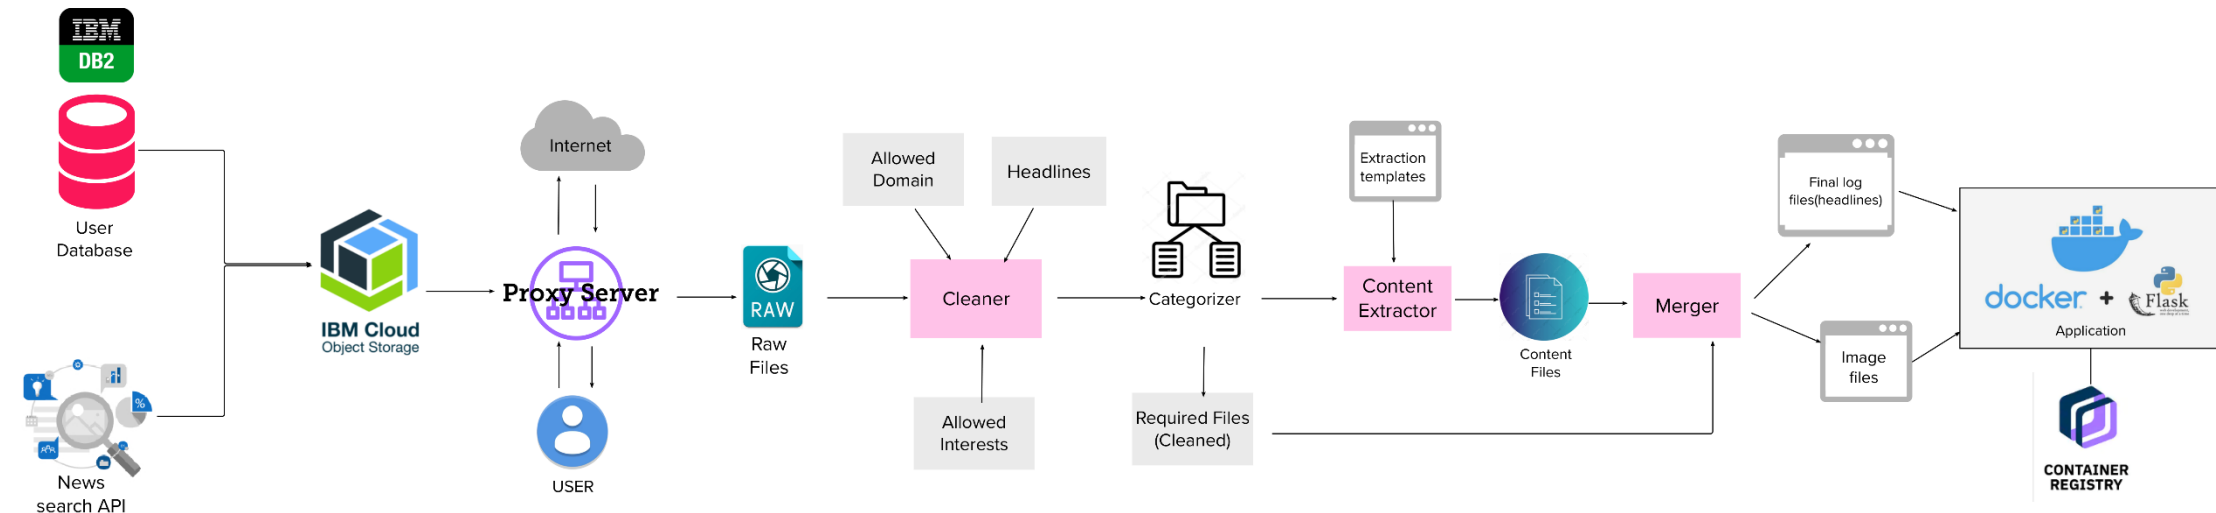 IBM
DB2
User
Database
News
search API
%
IBM Cloud
Object Storage
Internet
Proxy Server
USER
RAW
Raw
Files
Allowed
Domain
Headlines
Cleaner
Allowed
Interests
Categorizer
Required Files
(Cleaned)
Extraction
templates
Content
Extractor
Content
Files
Merger
Final log
files(headlines)
Image
files
docker + Flask
Application
CONTAINER
REGISTRY